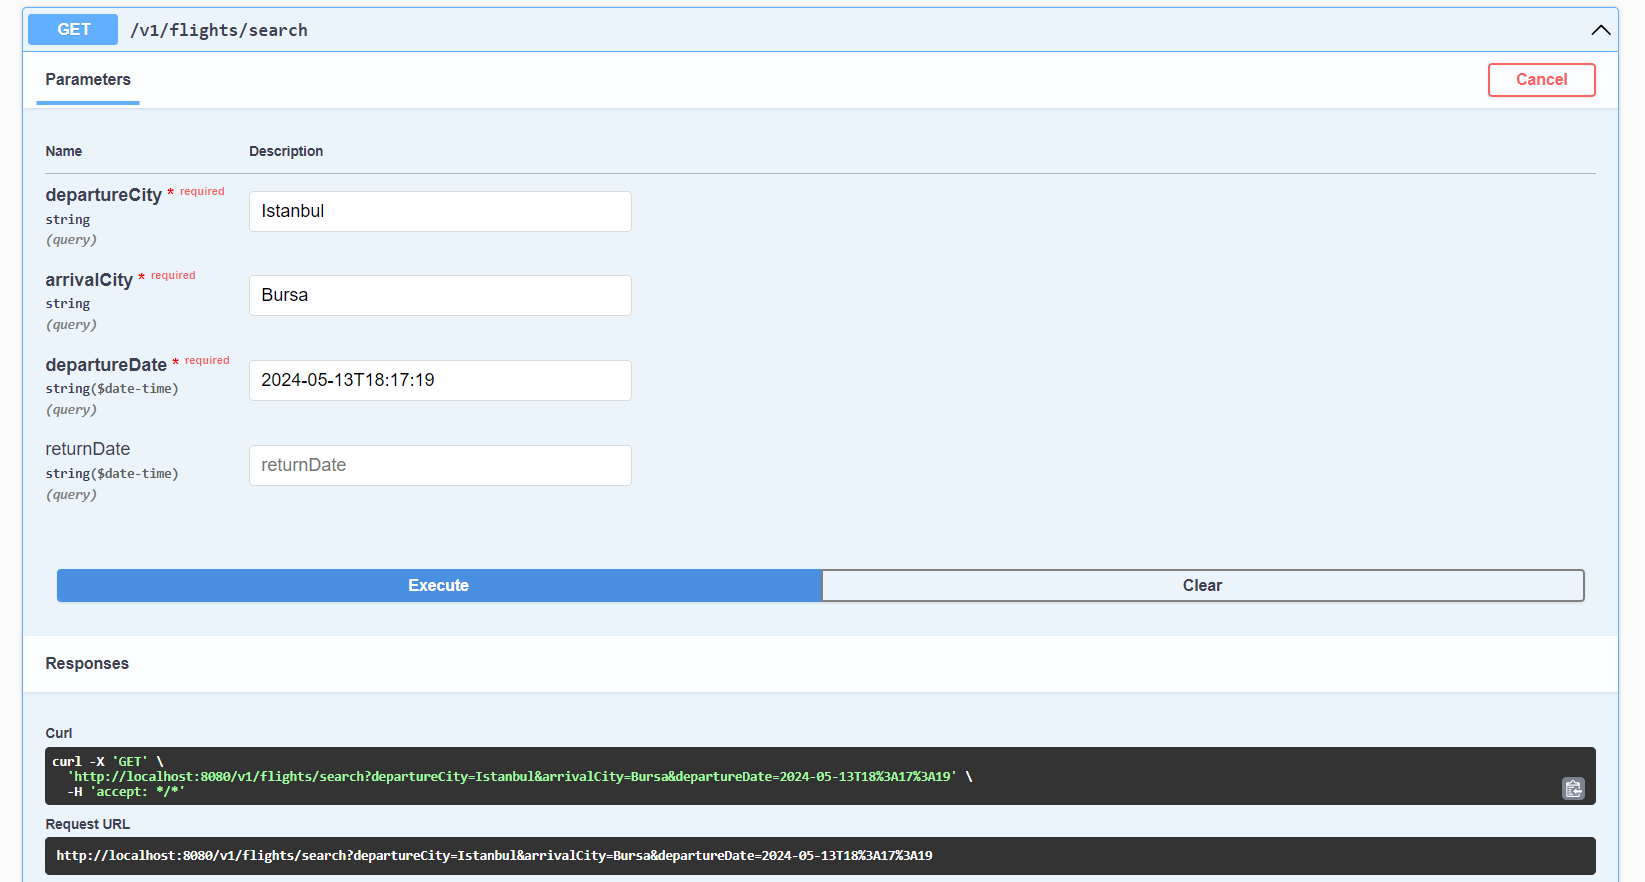 GET /v1/flights/search
Parameters
Cancel
Name Description
departureCity * required
string
(query)
Istanbul
arrivalCity * required
string
(query)
Bursa
departureDate * required
string($date-time)
(query)
2024-05-13T18:17:19
returnDate
string($date-time)
(query)
returnDate
Execute Clear
Responses
Curl
curl -X 'GET' \
'http://localhost:8080/v1/flights/search?departureCity=Istanbul&arrivalCity=Bursa&departureDate=2024-05-13T18%3A17%3A19' \
-H 'accept: */*'
Request URL
http://localhost:8080/v1/flights/search?departureCity=Istanbul&arrivalCity=Bursa&departureDate=2024-05-13T18%3A17%3A19